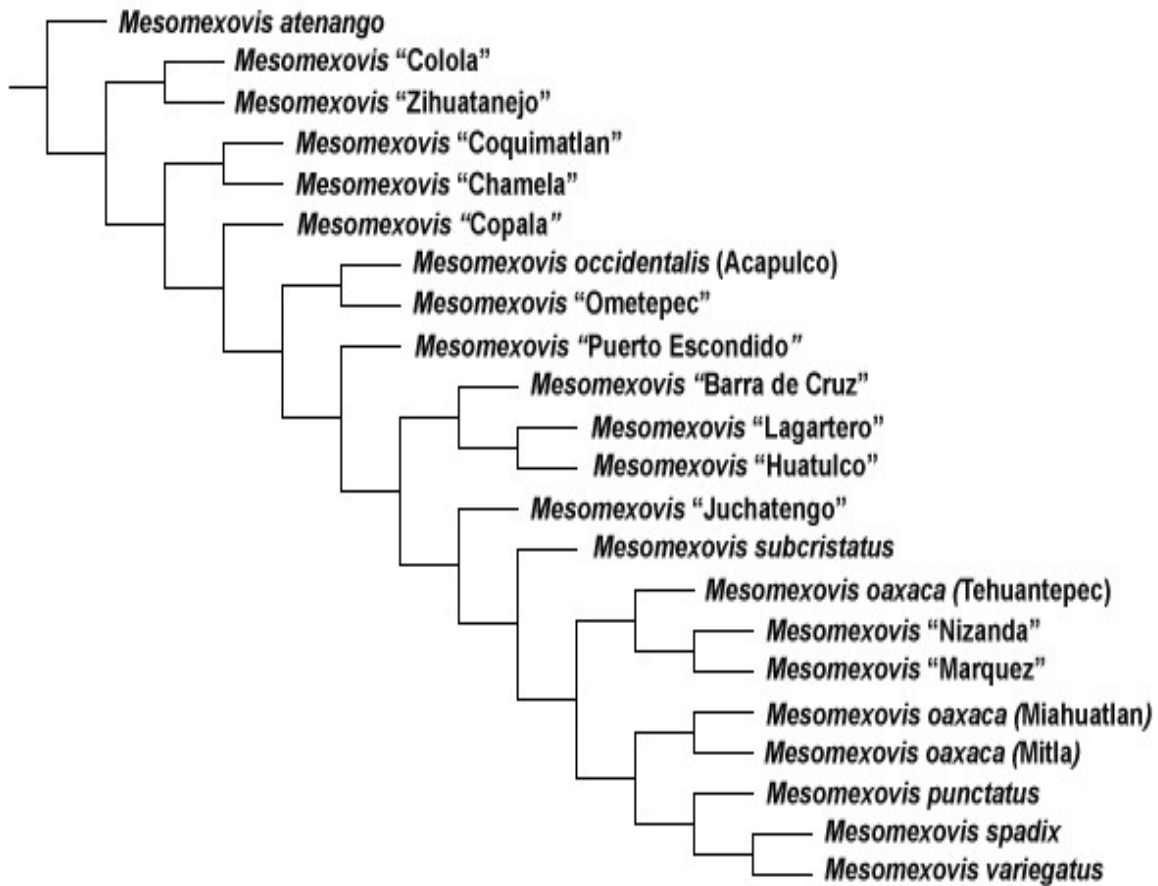 Mesomexovis atenango
Mesomexovis “Colola”
Mesomexovis “Zihuatanejo”
Mesomexovis “Coquimatlan”
Mesomexovis “Chamela”
Mesomexovis “Copala”
Mesomexovis occidentalis (Acapulco)
Mesomexovis “Ometepec”
Mesomexovis “Puerto Escondido”
Mesomexovis “Barra de Cruz”
Mesomexovis “Lagartero”
Mesomexovis “Huatulco”
Mesomexovis “Juchatengo”
Mesomexovis subcristatus
Mesomexovis oaxaca (Tehuantepec)
Mesomexovis “Nizanda”
Mesomexovis “Marquez”
Mesomexovis oaxaca (Miahuatlan)
Mesomexovis oaxaca (Mitla)
Mesomexovis punctatus
Mesomexovis spadix
Mesomexovis variegatus